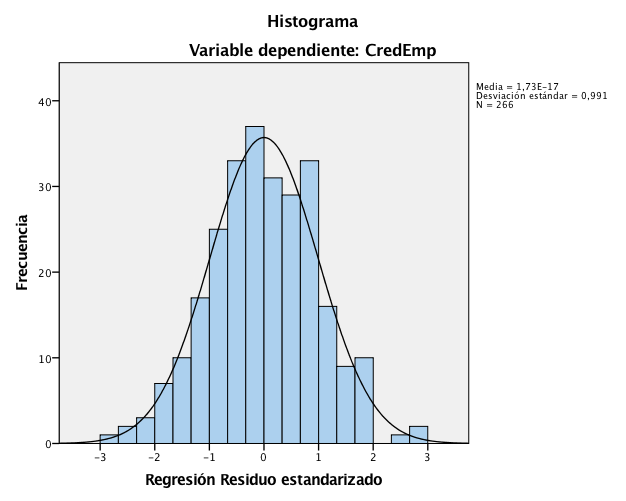 Histograma
Variable dependiente: CredEmp
Media = 1,73E-17
Desviación estándar = 0,991
N = 266
Frecuencia
40
30
20
10
0
-3
-2
-1
0
1
2
3
Regresión Residuo estandarizado